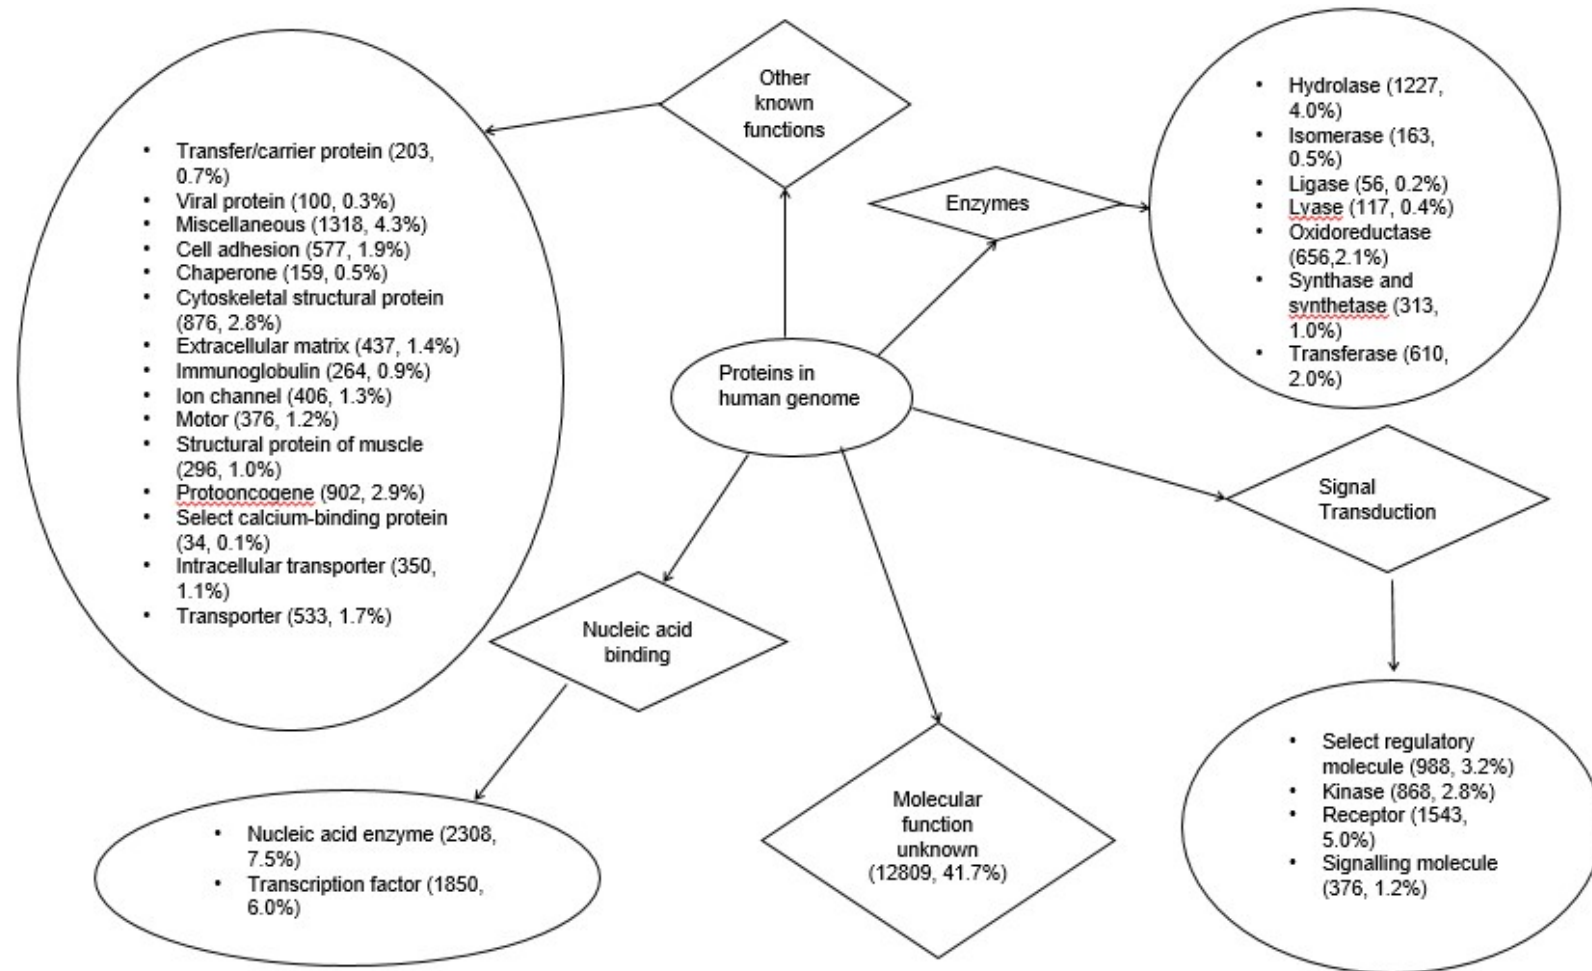 Other
known
functions
• Transfer/carrier protein (203,
0.7%)
• Viral protein (100, 0.3%)
• Miscellaneous (1318, 4.3%)
• Cell adhesion (577, 1.9%)
• Chaperone (159, 0.5%)
• Cytoskeletal structural protein
(876, 2.8%)
• Extracellular matrix (437, 1.4%)
• Immunoglobulin (264, 0.9%)
• Ion channel (406, 1.3%)
• Motor (376, 1.2%)
• Structural protein of muscle
(296, 1.0%)
• Protooncogene (902, 2.9%)
• Select calcium-binding protein
(34, 0.1%)
• Intracellular transporter (350,
1.1%)
• Transporter (533, 1.7%)
Enzymes
• Hydrolase (1227,
4.0%)
• Isomerase (163,
0.5%)
• Ligase (56, 0.2%)
• Lyase (117, 0.4%)
• Oxidoreductase
(656,2.1%)
• Synthase and
synthetase (313,
1.0%)
• Transferase (610,
2.0%)
Proteins in
human genome
Signal
Transduction
• Select regulatory
molecule (988, 3.2%)
• Kinase (868, 2.8%)
• Receptor (1543,
5.0%)
• Signalling molecule
(376, 1.2%)
Nucleic acid
binding
• Nucleic acid enzyme (2308,
7.5%)
• Transcription factor (1850,
6.0%)
Molecular
function
unknown
(12809, 41.7%)